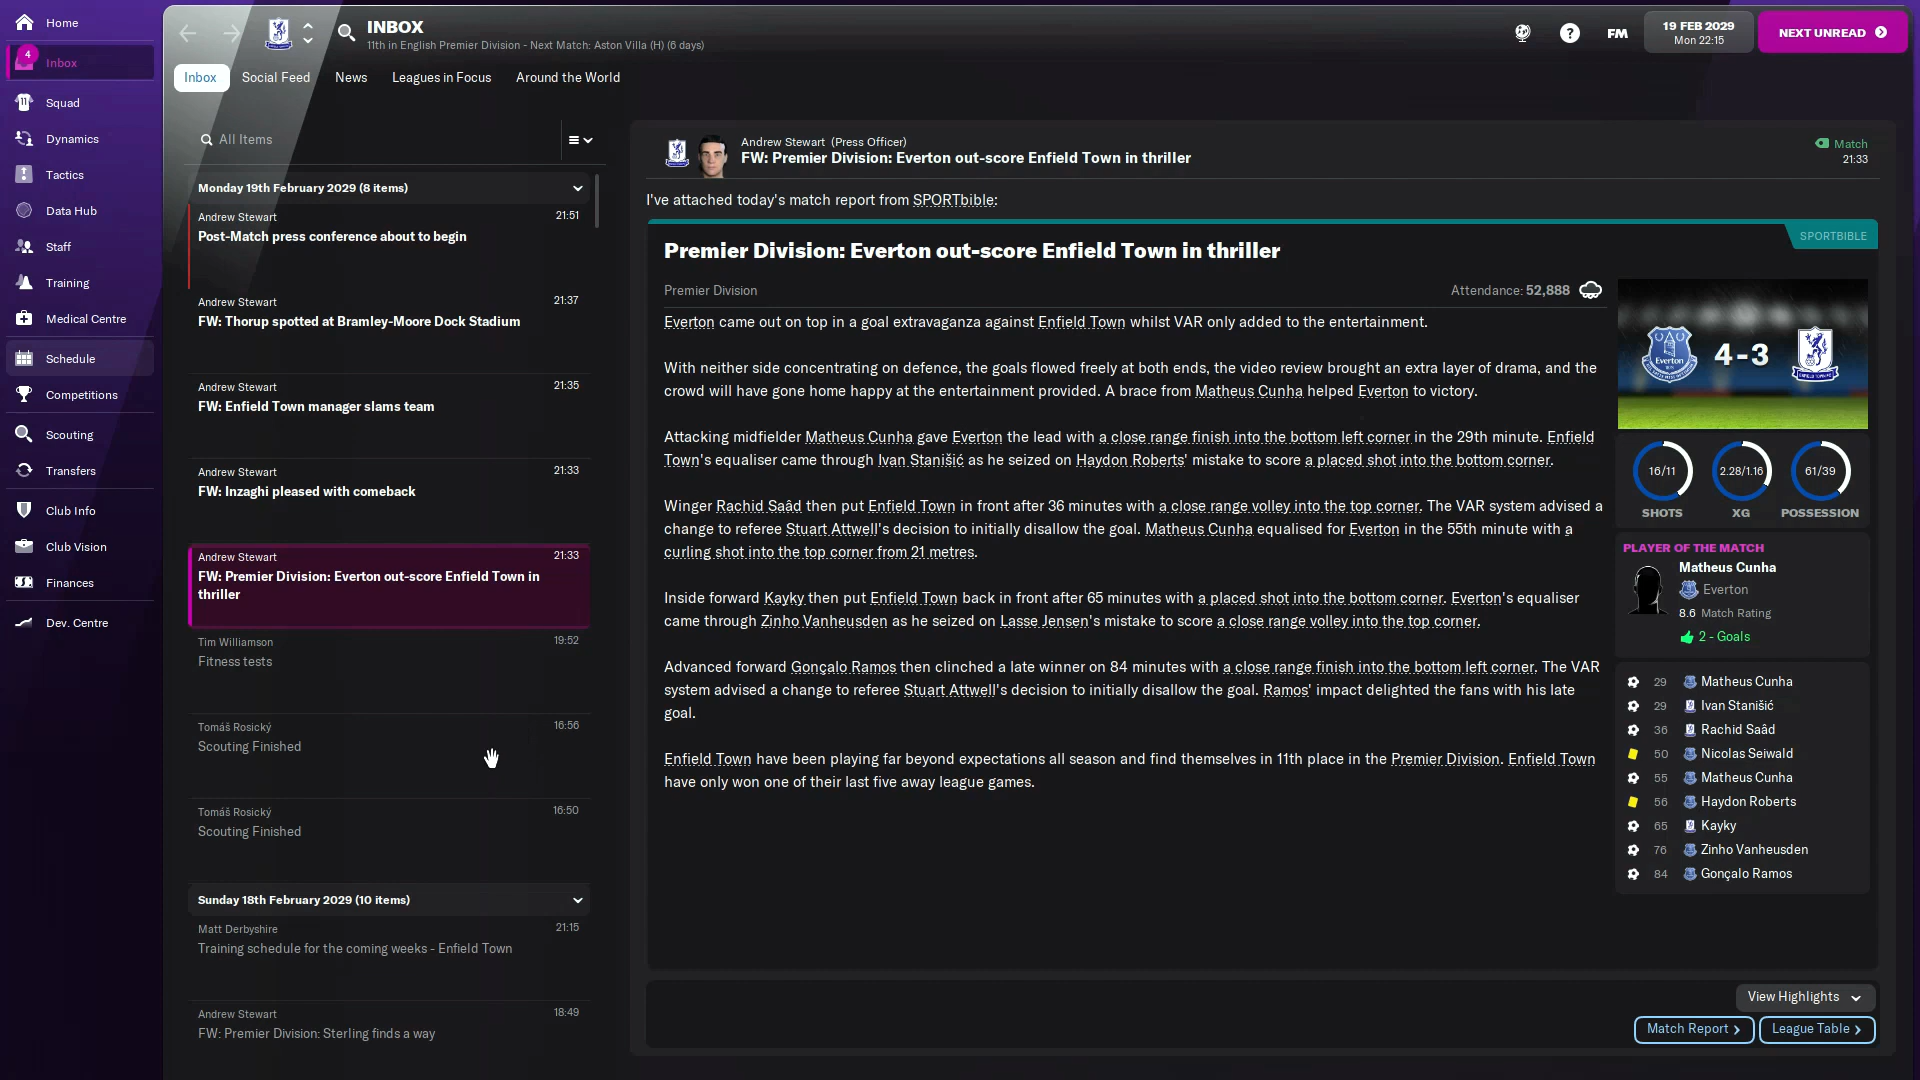 Home
INBOX
11th in English Premier Division - Next Match: Aston Villa (H) (6 days)
? FM
19 FEB 2029
Mon 22:15
NEXT UNREAD
4
Inbox
Squad
Dynamics
Tactics
Data Hub
Staff
Training
Medical Centre
Schedule
Competitions
Scouting
Transfers
Club Info
Club Vision
Finances
Dev. Centre
Inbox Social Feed News Leagues in Focus Around the World
All Items
Monday 19th February 2029 (8 items)
Andrew Stewart 21:51
Post-Match press conference about to begin
Andrew Stewart 21:37
FW: Thorup spotted at Bramley-Moore Dock Stadium
Andrew Stewart 21:35
FW: Enfield Town manager slams team
Andrew Stewart 21:33
FW: Inzaghi pleased with comeback
Andrew Stewart 21:33
FW: Premier Division: Everton out-score Enfield Town in
thriller
Tim Williamson 19:52
Fitness tests
Tomáš Rosický 16:56
Scouting Finished
Tomáš Rosický 16:50
Scouting Finished
Sunday 18th February 2029 (10 items)
Matt Derbyshire 21:15
Training schedule for the coming weeks - Enfield Town
Andrew Stewart 18:49
FW: Premier Division: Sterling finds a way
Andrew Stewart (Press Officer)
FW: Premier Division: Everton out-score Enfield Town in thriller
Match
21:33
I've attached today's match report from SPORTbible:
SPORTBIBLE
Premier Division: Everton out-score Enfield Town in thriller
Premier Division Attendance: 52,888
Everton came out on top in a goal extravaganza against Enfield Town whilst VAR only added to the entertainment.
With neither side concentrating on defence, the goals flowed freely at both ends, the video review brought an extra layer of drama, and the
crowd will have gone home happy at the entertainment provided. A brace from Matheus Cunha helped Everton to victory.
Attacking midfielder Matheus Cunha gave Everton the lead with a close range finish into the bottom left corner in the 29th minute. Enfield
Town's equaliser came through Ivan Stanišić as he seized on Haydon Roberts' mistake to score a placed shot into the bottom corner.
Winger Rachid Saâd then put Enfield Town in front after 36 minutes with a close range volley into the top corner. The VAR system advised a
change to referee Stuart Attwell's decision to initially disallow the goal. Matheus Cunha equalised for Everton in the 55th minute with a
curling shot into the top corner from 21 metres.
Inside forward Kayky then put Enfield Town back in front after 65 minutes with a placed shot into the bottom corner. Everton's equaliser
came through Zinho Vanheusden as he seized on Lasse Jensen's mistake to score a close range volley into the top corner.
Advanced forward Gonçalo Ramos then clinched a late winner on 84 minutes with a close range finish into the bottom left corner. The VAR
system advised a change to referee Stuart Attwell's decision to initially disallow the goal. Ramos' impact delighted the fans with his late
goal.
Enfield Town have been playing far beyond expectations all season and find themselves in 11th place in the Premier Division. Enfield Town
have only won one of their last five away league games.
Everton
4-3
16/11 2.28/1.16 61/39
SHOTS XG POSSESSION
PLAYER OF THE MATCH
Matheus Cunha
Everton
8.6 Match Rating
2 - Goals
29 Matheus Cunha
29 Ivan Stanišić
36 Rachid Saâd
50 Nicolas Seiwald
55 Matheus Cunha
56 Haydon Roberts
65 Kayky
76 Zinho Vanheusden
84 Gonçalo Ramos
View Highlights
Match Report League Table